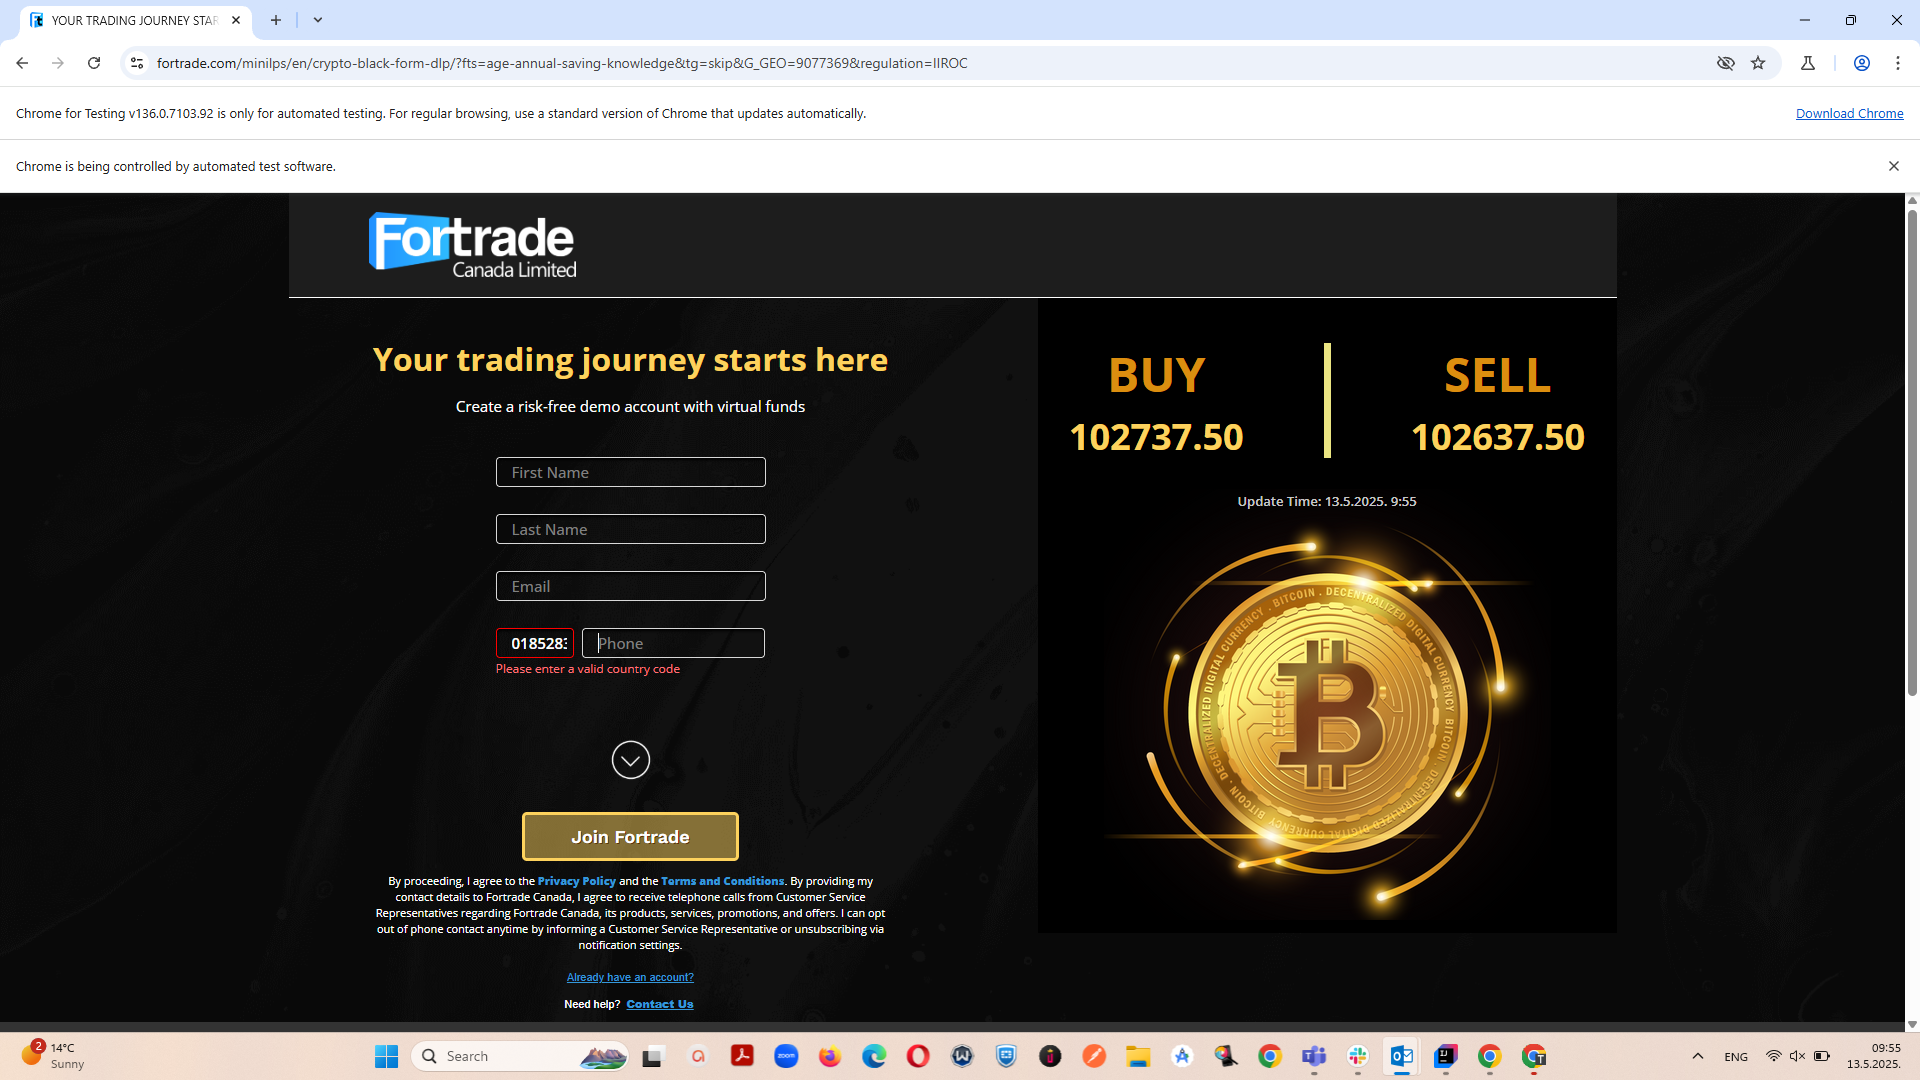 YOUR TRADING JOURNEY STAR
fortrade.com/minilps/en/crypto-black-form-dlp/?fts=age-annual-saving-knowledge&tg=skip&G_GEO=9077369&regulation=IIROC
Chrome for Testing v136.0.7103.92 is only for automated testing. For regular browsing, use a standard version of Chrome that updates automatically.
Download Chrome
Chrome is being controlled by automated test software.
Fortrade
Canada Limited
Your trading journey starts here
Create a risk-free demo account with virtual funds
First Name
Last Name
Email
0185283
Phone
Please enter a valid country code
Join Fortrade
By proceeding, I agree to the Privacy Policy and the Terms and Conditions. By providing my
contact details to Fortrade Canada, I agree to receive telephone calls from Customer Service
Representatives regarding Fortrade Canada, its products, services, promotions, and offers. I can opt
out of phone contact anytime by informing a Customer Service Representative or unsubscribing via
notification settings.
Already have an account?
Need help? Contact Us
BUY
102737.50
SELL
102637.50
Update Time: 13.5.2025. 9:55
BITCOIN . DECENTRALIZED DIGITAL CURRENCY . BITCOIN . DECENTRALIZED DIGITAL CURRENCY . BITCOIN . DECENTRALIZED DIGITAL CURRENCY .
2
14°C
Sunny
Search
zoom
ENG
09:55
13.5.2025.